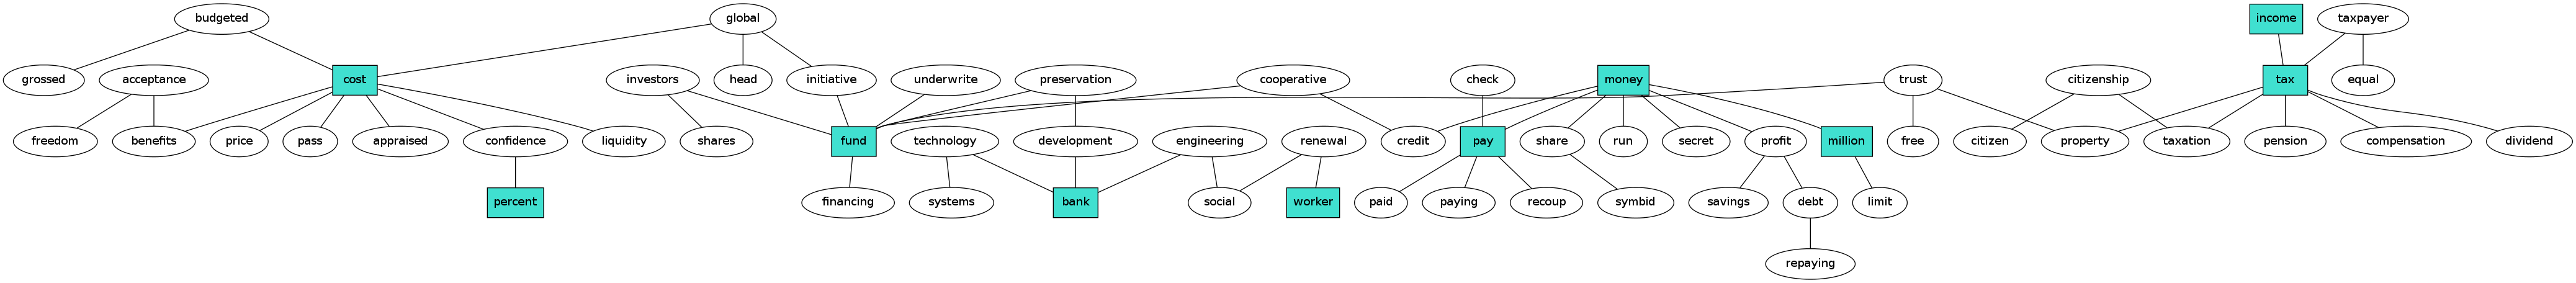 budgeted
global
income
taxpayer
grossed
acceptance
cost
investors
head
initiative
underwrite
preservation
cooperative
check
money
trust
citizenship
tax
equal
freedom
benefits
price
pass
appraised
confidence
liquidity
shares
fund
technology
development
engineering
renewal
credit
pay
share
run
secret
profit
million
free
citizen
property
taxation
pension
compensation
dividend
percent
financing
systems
bank
social
worker
paid
paying
recoup
symbid
savings
debt
limit
repaying